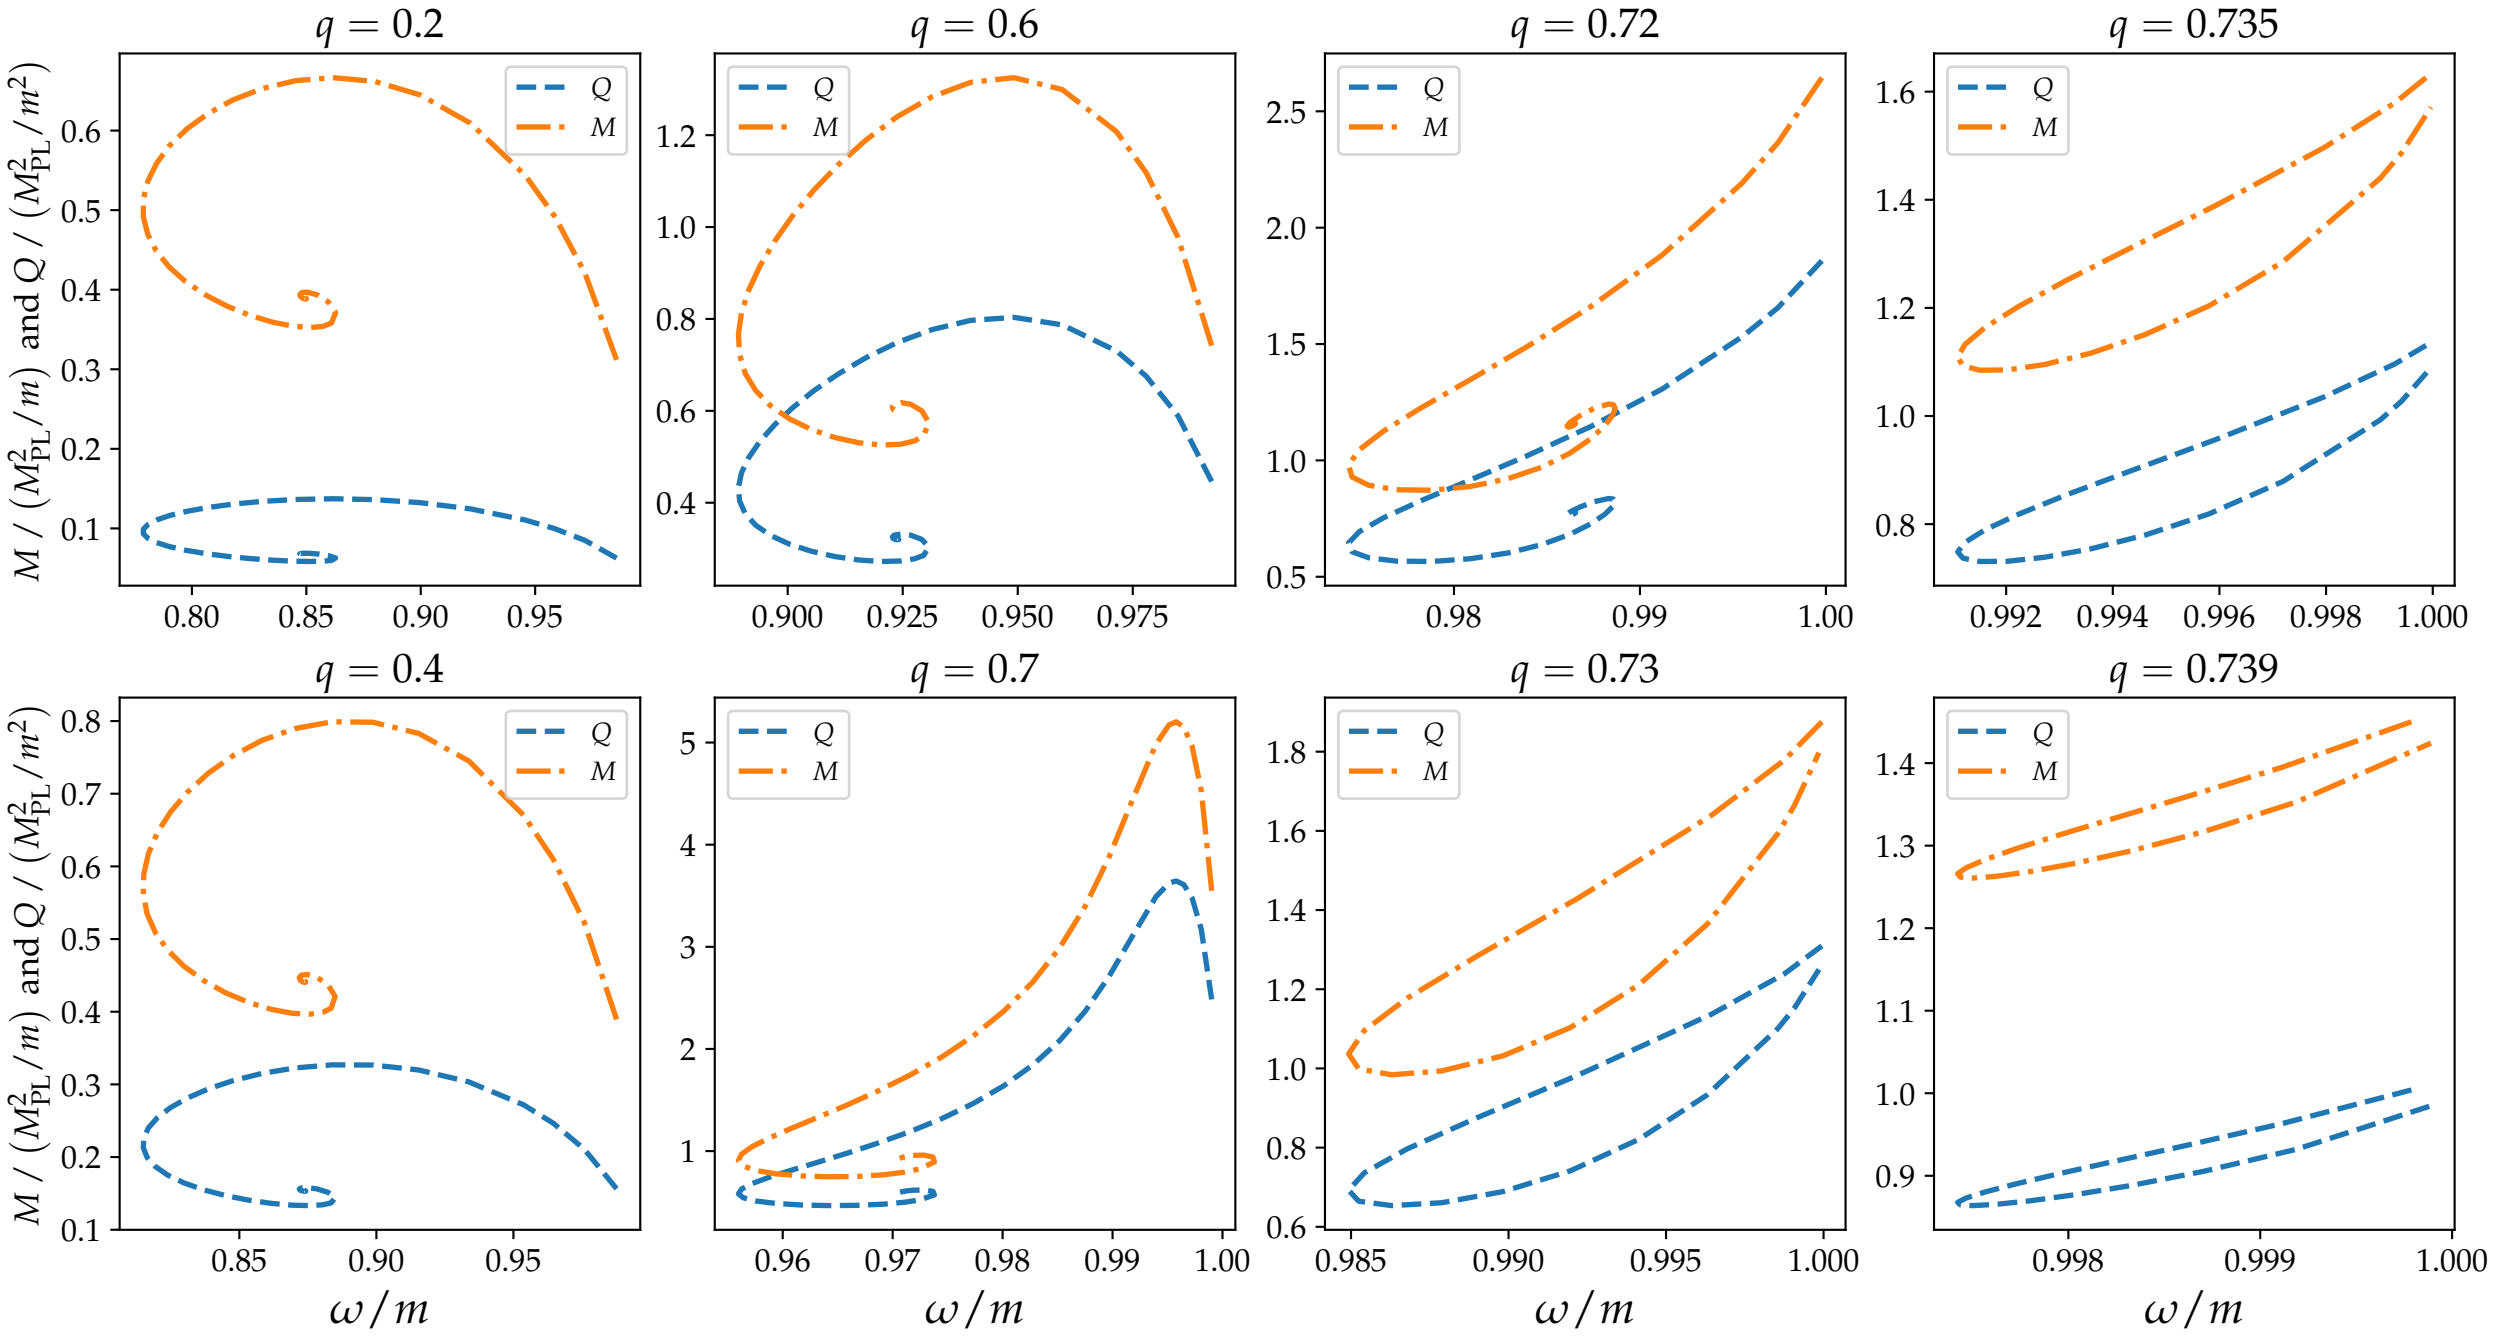 q = 0.2
M / (M²_PL/m) and Q / (M²_PL/m²)
0.6
0.5
0.4
0.3
0.2
0.1
0.80 0.85 0.90 0.95
Q
M
q = 0.6
1.2
1.0
0.8
0.6
0.4
0.900 0.925 0.950 0.975
Q
M
q = 0.72
2.5
2.0
1.5
1.0
0.5
0.98 0.99 1.00
Q
M
q = 0.735
1.6
1.4
1.2
1.0
0.8
0.992 0.994 0.996 0.998 1.000
Q
M
q = 0.4
M / (M²_PL/m) and Q / (M²_PL/m²)
0.8
0.7
0.6
0.5
0.4
0.3
0.2
0.1
0.85 0.90 0.95
ω/m
Q
M
q = 0.7
5
4
3
2
1
0.96 0.97 0.98 0.99 1.00
ω/m
Q
M
q = 0.73
1.8
1.6
1.4
1.2
1.0
0.8
0.6
0.985 0.990 0.995 1.000
ω/m
Q
M
q = 0.739
1.4
1.3
1.2
1.1
1.0
0.9
0.998 0.999 1.000
ω/m
Q
M